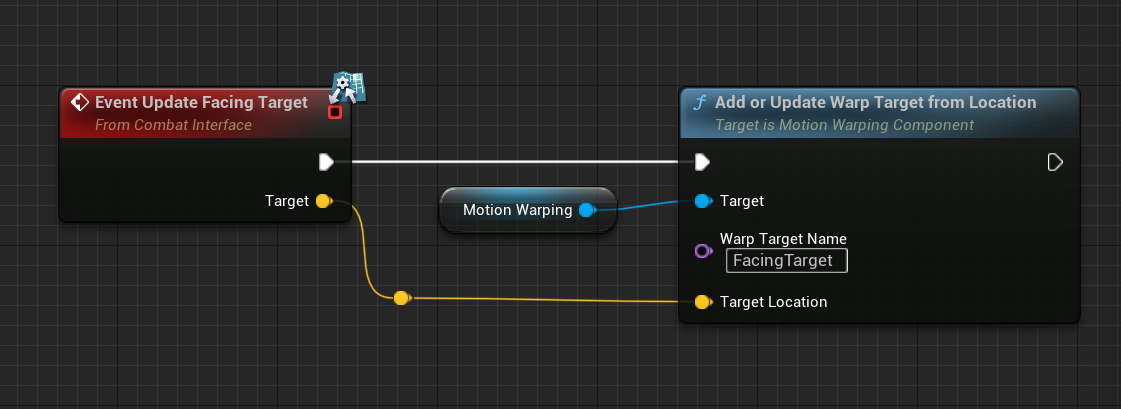 Event Update Facing Target
From Combat Interface
Target
Motion Warping
f Add or Update Warp Target from Location
Target is Motion Warping Component
Target
Warp Target Name
FacingTarget
Target Location